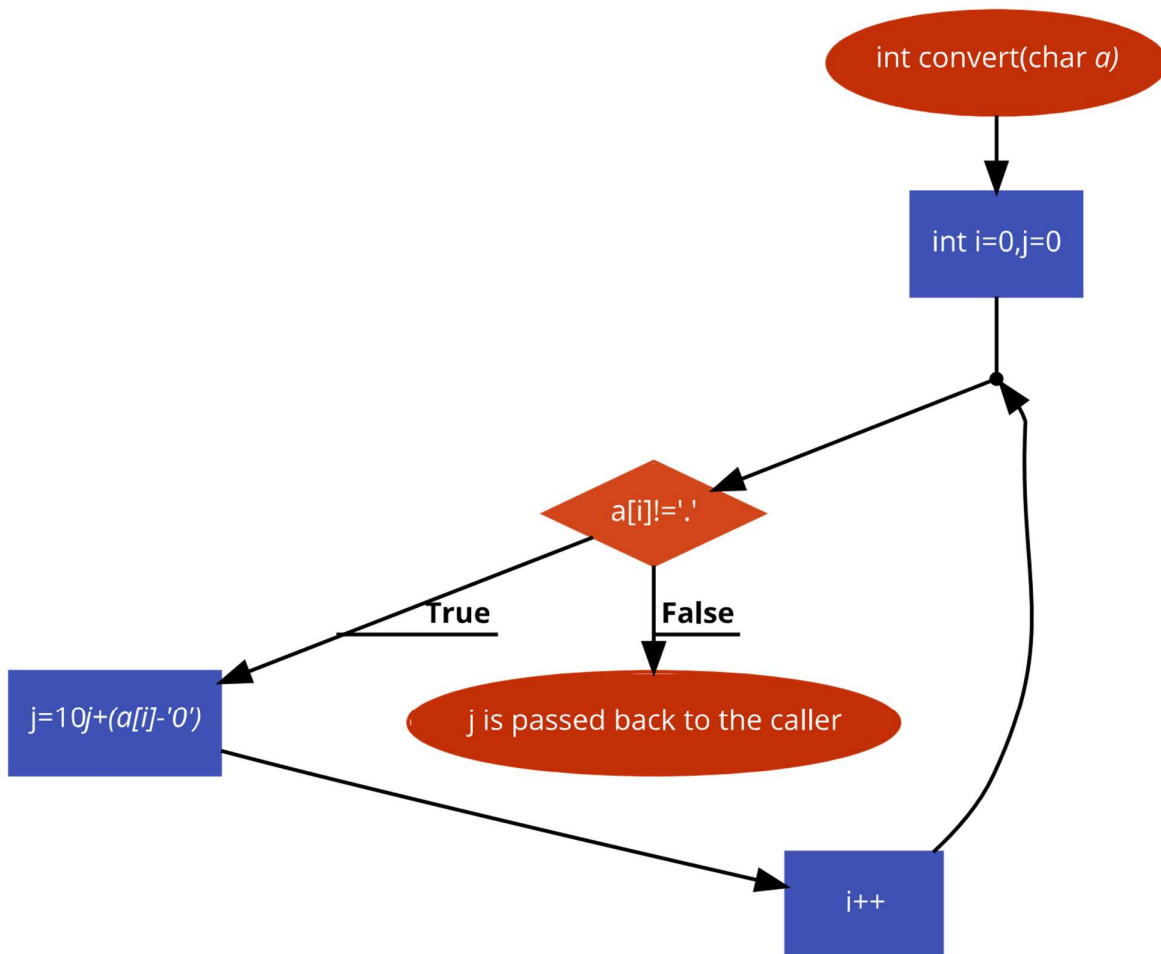 int convert(char a)
int i=0,j=0
a[i]!='.'
True
False
j=10j+(a[i]-'0')
j is passed back to the caller
i++